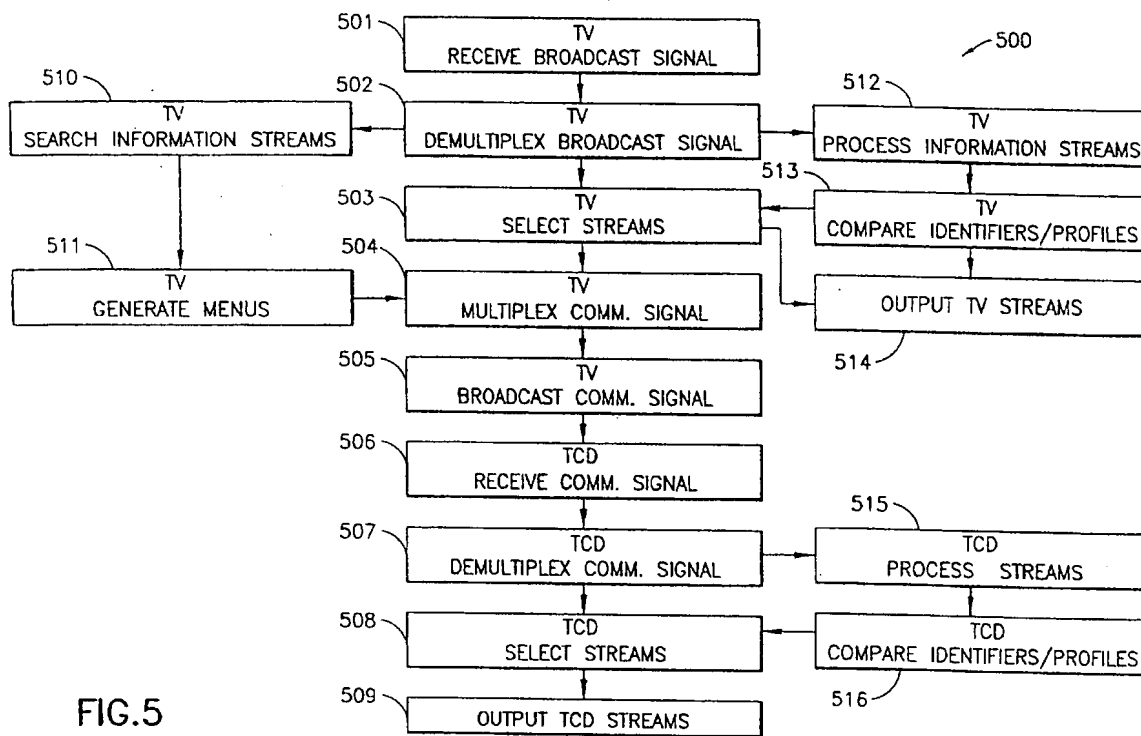 501
TV
RECEIVE BROADCAST SIGNAL
500
510
TV
SEARCH INFORMATION STREAMS
502
TV
DEMULTIPLEX BROADCAST SIGNAL
512
TV
PROCESS INFORMATION STREAMS
503
TV
SELECT STREAMS
513
TV
COMPARE IDENTIFIERS/PROFILES
511
TV
GENERATE MENUS
504
TV
MULTIPLEX COMM. SIGNAL
OUTPUT TV STREAMS
514
505
TV
BROADCAST COMM. SIGNAL
506
TCD
RECEIVE COMM. SIGNAL
507
TCD
DEMULTIPLEX COMM. SIGNAL
515
TCD
PROCESS STREAMS
508
TCD
SELECT STREAMS
TCD
COMPARE IDENTIFIERS/PROFILES
516
509
OUTPUT TCD STREAMS
FIG.5